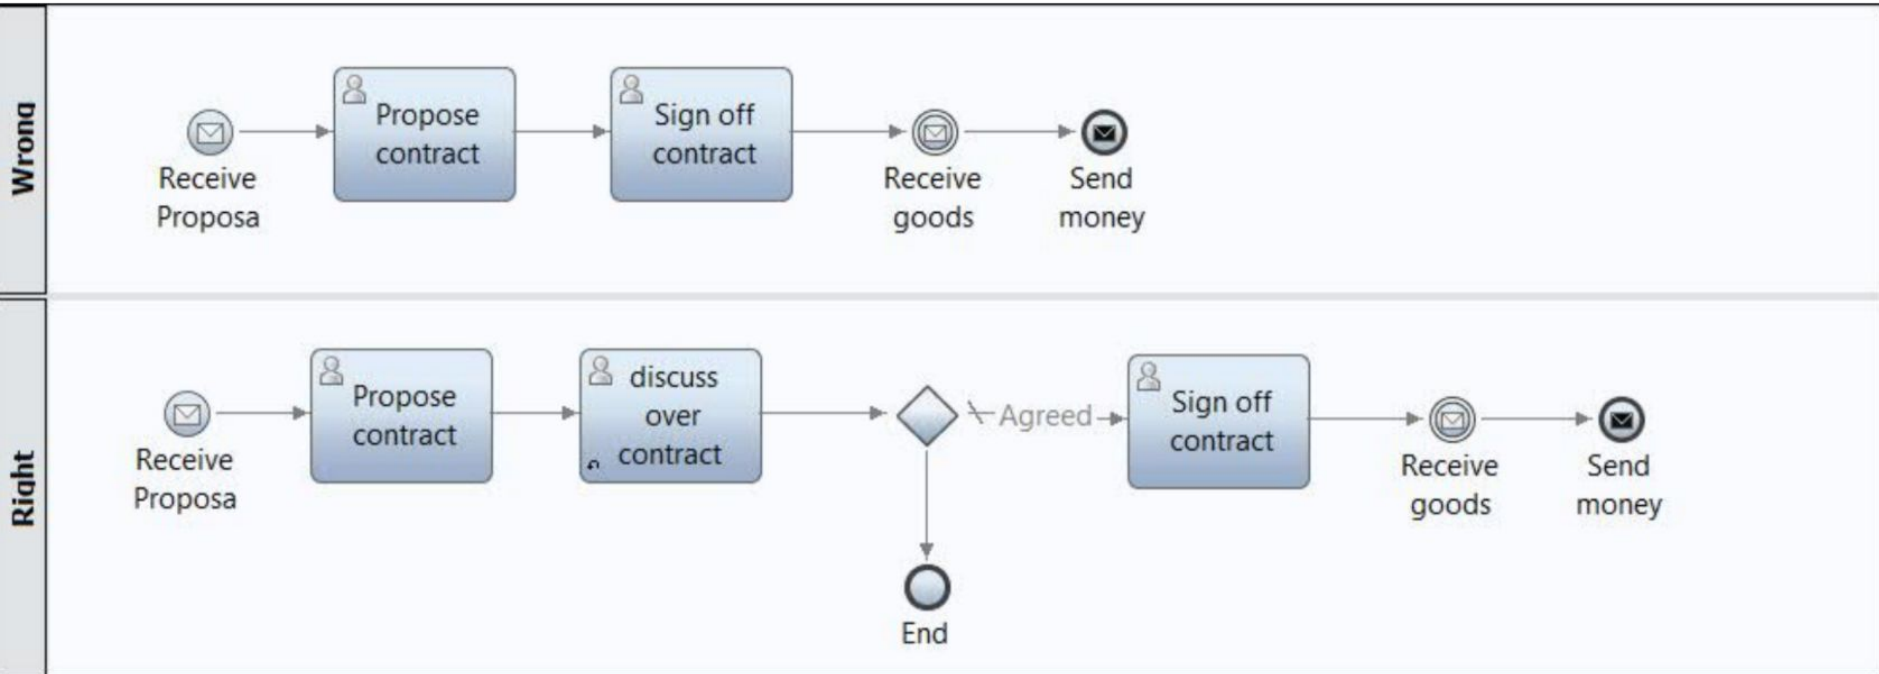 Wrong
Propose
contract
Sign off
contract
Receive
Proposa
Receive
goods
Send
money
Right
Propose
contract
discuss
over
contract
Agreed
Sign off
contract
Receive
Proposa
Receive
goods
Send
money
End